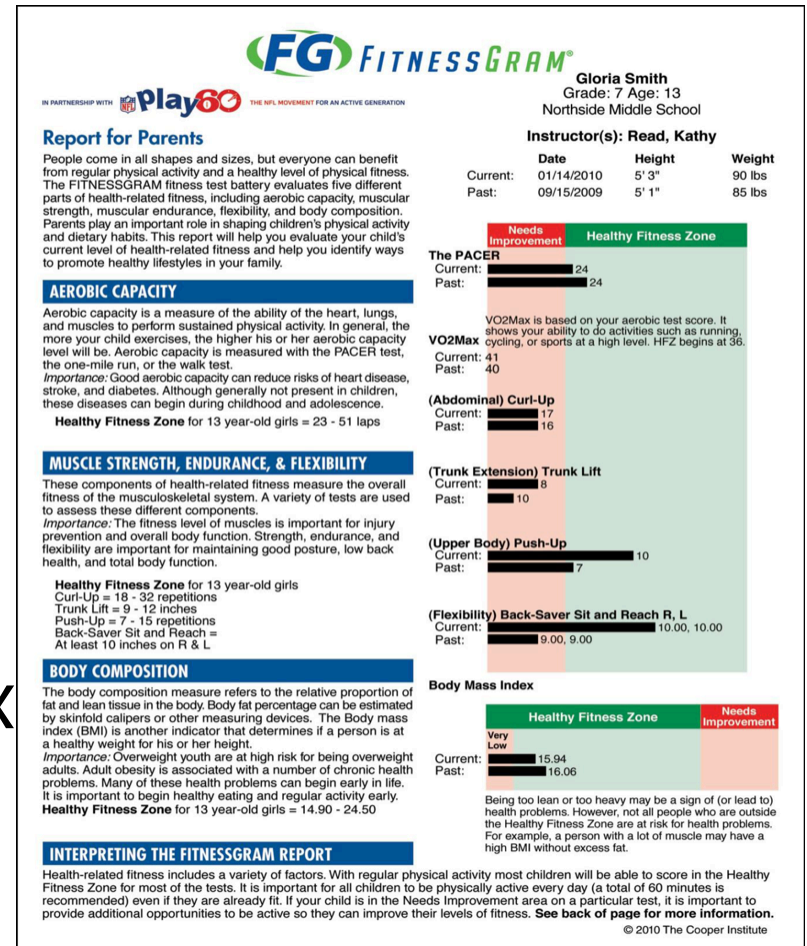 FG FITNESSGRAM®
IN PARTNERSHIP WITH NFL Play60 THE NFL MOVEMENT FOR AN ACTIVE GENERATION
Gloria Smith
Grade: 7 Age: 13
Northside Middle School
Instructor(s): Read, Kathy
Date Height Weight
Current: 01/14/2010 5' 3" 90 lbs
Past: 09/15/2009 5' 1" 85 lbs
Report for Parents
People come in all shapes and sizes, but everyone can benefit
from regular physical activity and a healthy level of physical fitness.
The FITNESSGRAM fitness test battery evaluates five different
parts of health-related fitness, including aerobic capacity, muscular
strength, muscular endurance, flexibility, and body composition.
Parents play an important role in shaping children's physical activity
and dietary habits. This report will help you evaluate your child's
current level of health-related fitness and help you identify ways
to promote healthy lifestyles in your family.
AEROBIC CAPACITY
Aerobic capacity is a measure of the ability of the heart, lungs,
and muscles to perform sustained physical activity. In general, the
more your child exercises, the higher his or her aerobic capacity
level will be. Aerobic capacity is measured with the PACER test,
the one-mile run, or the walk test.
Importance: Good aerobic capacity can reduce risks of heart disease,
stroke, and diabetes. Although generally not present in children,
these diseases can begin during childhood and adolescence.
Healthy Fitness Zone for 13 year-old girls = 23 - 51 laps
MUSCLE STRENGTH, ENDURANCE, & FLEXIBILITY
These components of health-related fitness measure the overall
fitness of the musculoskeletal system. A variety of tests are used
to assess these different components.
Importance: The fitness level of muscles is important for injury
prevention and overall body function. Strength, endurance, and
flexibility are important for maintaining good posture, low back
health, and total body function.
Healthy Fitness Zone for 13 year-old girls
Curl-Up = 18 - 32 repetitions
Trunk Lift = 9 - 12 inches
Push-Up = 7 - 15 repetitions
Back-Saver Sit and Reach =
At least 10 inches on R & L
X
BODY COMPOSITION
The body composition measure refers to the relative proportion of
fat and lean tissue in the body. Body fat percentage can be estimated
by skinfold calipers or other measuring devices. The Body mass
index (BMI) is another indicator that determines if a person is at
a healthy weight for his or her height.
Importance: Overweight youth are at high risk for being overweight
adults. Adult obesity is associated with a number of chronic health
problems. Many of these health problems can begin early in life.
It is important to begin healthy eating and regular activity early.
Healthy Fitness Zone for 13 year-old girls = 14.90 - 24.50
Needs
Improvement
Healthy Fitness Zone
The PACER
Current: 24
Past: 24
VO2Max is based on your aerobic test score. It
shows your ability to do activities such as running,
VO2Max cycling, or sports at a high level. HFZ begins at 36.
Current: 41
Past: 40
(Abdominal) Curl-Up
Current: 17
Past: 16
(Trunk Extension) Trunk Lift
Current: 8
Past: 10
(Upper Body) Push-Up
Current: 10
Past: 7
(Flexibility) Back-Saver Sit and Reach R, L
Current: 10.00, 10.00
Past: 9.00, 9.00
Body Mass Index
Healthy Fitness Zone
Needs
Improvement
Very
Low
Current: 15.94
Past: 16.06
Being too lean or too heavy may be a sign of (or lead to)
health problems. However, not all people who are outside
the Healthy Fitness Zone are at risk for health problems.
For example, a person with a lot of muscle may have a
high BMI without excess fat.
INTERPRETING THE FITNESSGRAM REPORT
Health-related fitness includes a variety of factors. With regular physical activity most children will be able to score in the Healthy
Fitness Zone for most of the tests. It is important for all children to be physically active every day (a total of 60 minutes is
recommended) even if they are already fit. If your child is in the Needs Improvement area on a particular test, it is important to
provide additional opportunities to be active so they can improve their levels of fitness. See back of page for more information.
© 2010 The Cooper Institute